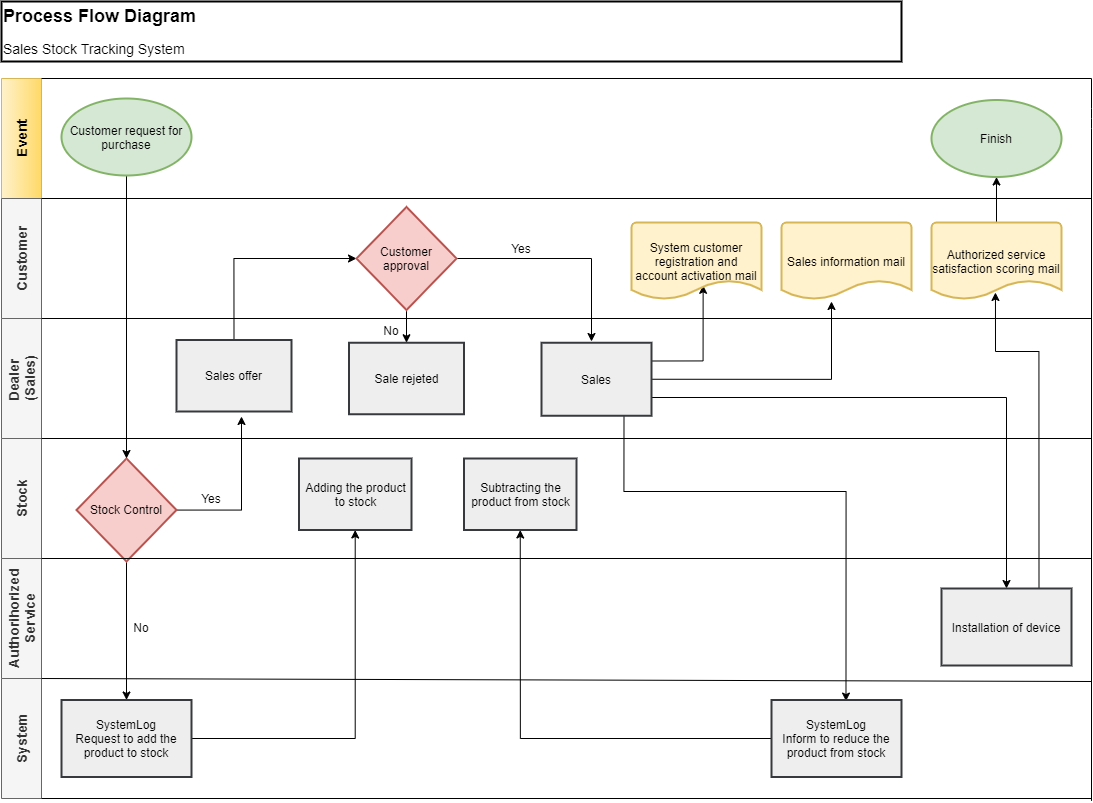 Process Flow Diagram
Sales Stock Tracking System
Event
Customer request for
purchase
Finish
Customer
Customer
approval
Yes
No
System customer
registration and
account activation mail
Sales information mail
Authorized service
satisfaction scoring mail
Dealer
(Sales)
Sales offer
Sale rejeted
Sales
Stock
Stock Control
Yes
No
Adding the product
to stock
Subtracting the
product from stock
Authorihorized
Service
Installation of device
System
SystemLog
Request to add the
product to stock
SystemLog
Inform to reduce the
product from stock